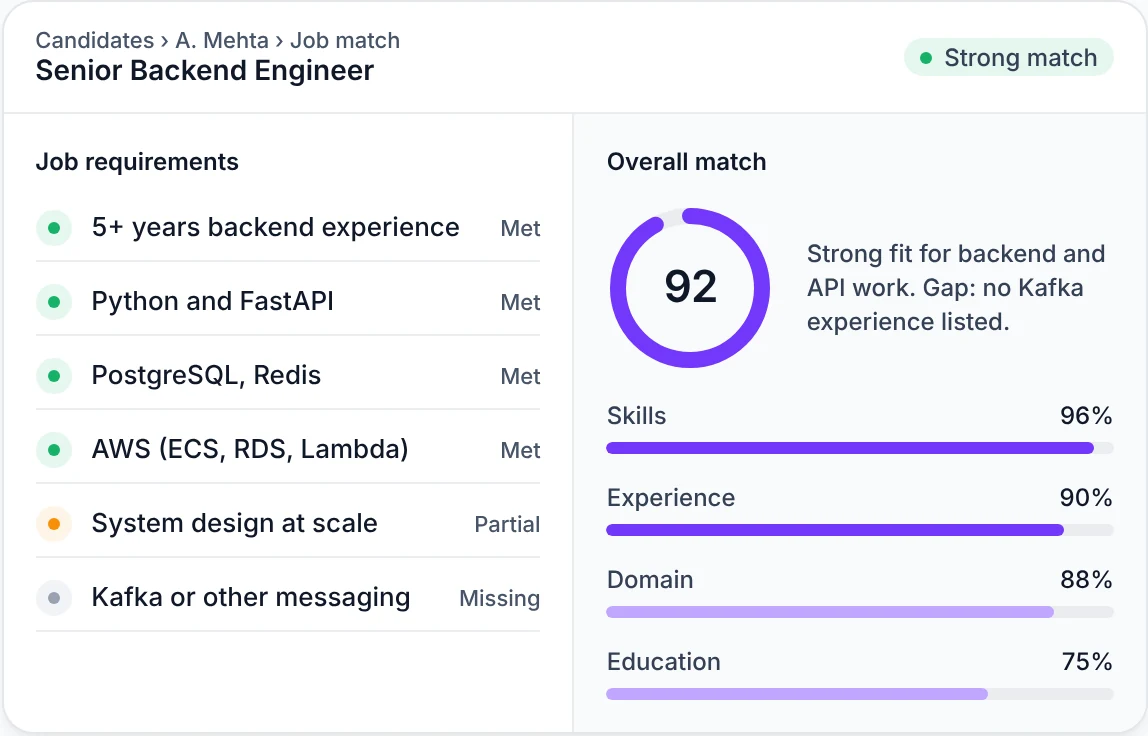 Candidates › A. Mehta › Job match
Senior Backend Engineer
Strong match
Job requirements
5+ years backend experience Met
Python and FastAPI Met
PostgreSQL, Redis Met
AWS (ECS, RDS, Lambda) Met
System design at scale Partial
Kafka or other messaging Missing
Overall match
92
Strong fit for backend and
API work. Gap: no Kafka
experience listed.
Skills 96%
Experience 90%
Domain 88%
Education 75%